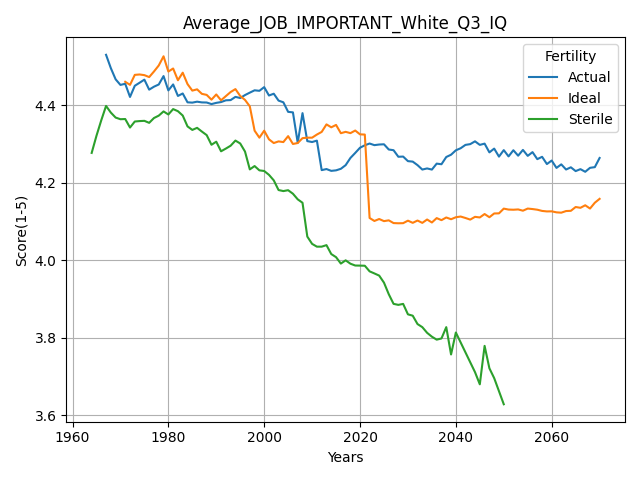 Average_JOB_IMPORTANT_White_Q3_IQ
Fertility
Actual
Ideal
Sterile
Score(1-5)
4.4
4.2
4.0
3.8
3.6
1960
1980
2000
2020
2040
2060
Years